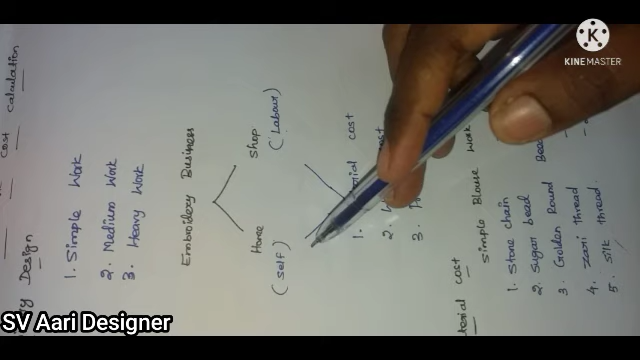 cost calculation
Design
1. Simple Work
2. Medium Work
3. Heavy Work
Embroidery Business
Home
(Self)
Shop
(Labour)
cost
1.
2.
3.
cost
Simple Blouse Work
1. Stone chain
2. Sugar bead
3. Golden Round Bead
4. Zari thread
5. Silk thread.
K
KINEMASTER
SV Aari Designer